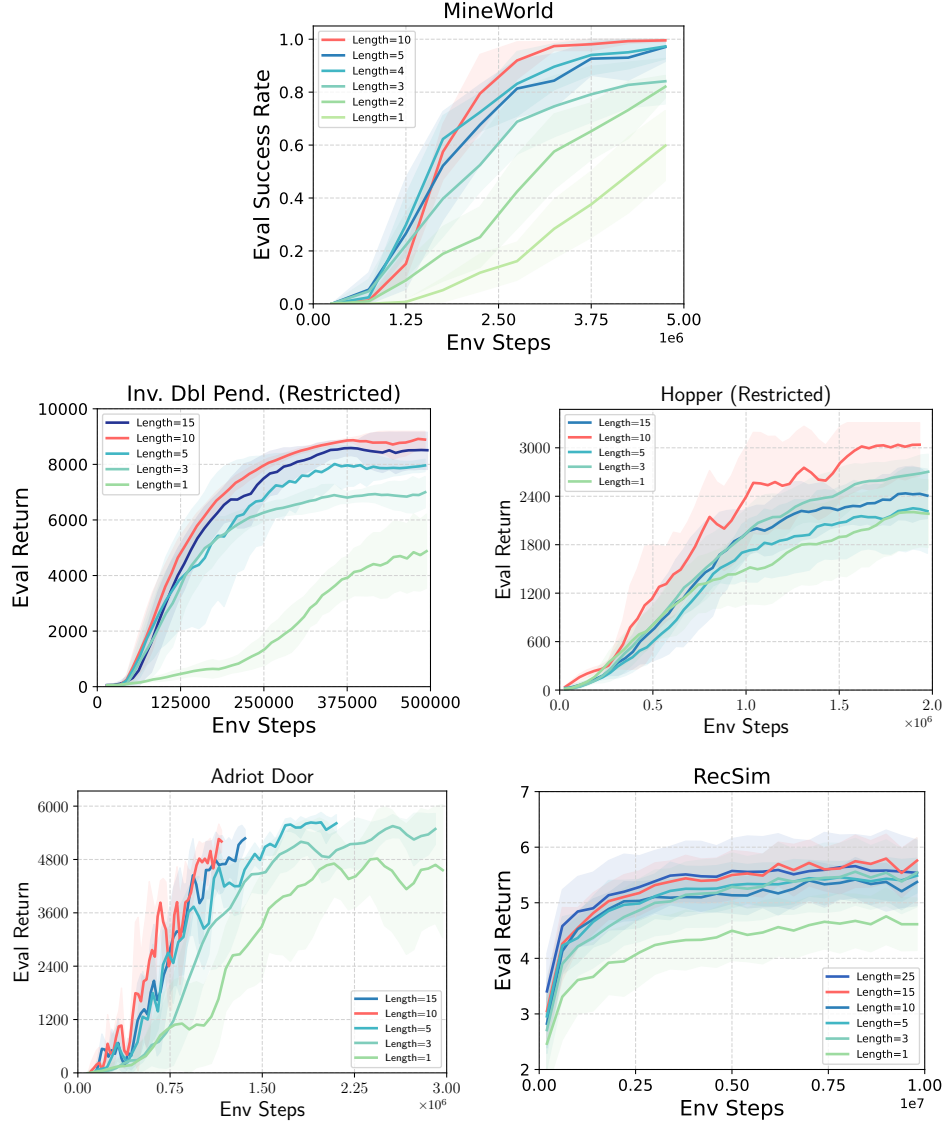 MineWorld
Length=10
Length=5
Length=4
Length=3
Length=2
Length=1
Eval Success Rate
1.0
0.8
0.6
0.4
0.2
0.0
0.00 1.25 2.50 3.75 5.00
1e6
Env Steps
Inv. Dbl Pend. (Restricted)
Length=15
Length=10
Length=5
Length=3
Length=1
Eval Return
10000
8000
6000
4000
2000
0
0 125000 250000 375000 500000
Env Steps
Hopper (Restricted)
Length=15
Length=10
Length=5
Length=3
Length=1
Eval Return
3000
2400
1800
1200
600
0
0.0 0.5 1.0 1.5 2.0
×10⁶
Env Steps
Adriot Door
Eval Return
6000
4800
3600
2400
1200
0
Length=15
Length=10
Length=5
Length=3
Length=1
0.00 0.75 1.50 2.25 3.00
×10⁶
Env Steps
RecSim
Eval Return
7
6
5
4
3
2
Length=25
Length=15
Length=10
Length=5
Length=3
Length=1
0.00 0.25 0.50 0.75 1.00
1e7
Env Steps